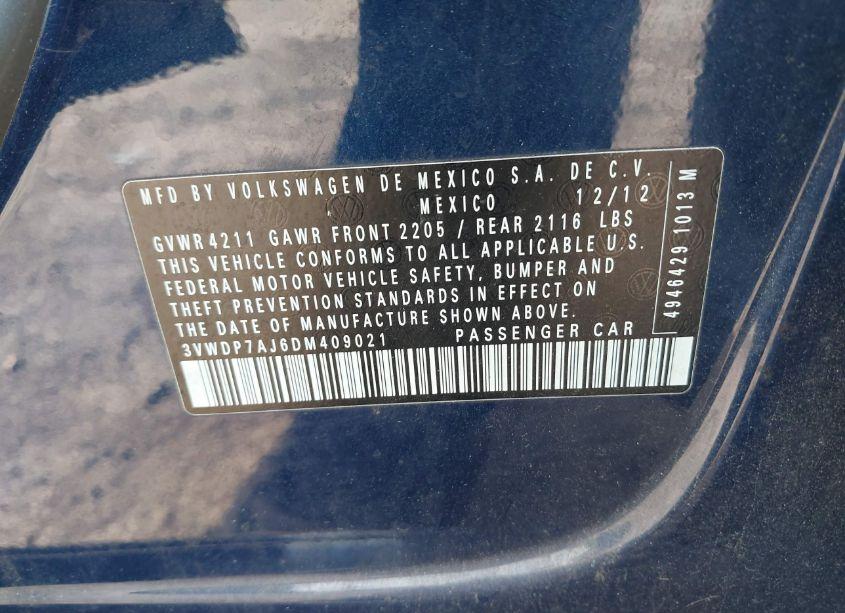 MFD BY VOLKSWAGEN DE MEXICO S.A. DE C.V.
MEXICO 12/12
GVWR 4211 GAWR FRONT 2205 / REAR 2116 LBS
THIS VEHICLE CONFORMS TO ALL APPLICABLE U.S.
FEDERAL MOTOR VEHICLE SAFETY, BUMPER AND
THEFT PREVENTION STANDARDS IN EFFECT ON
THE DATE OF MANUFACTURE SHOWN ABOVE.
3VWDP7AJ6DM409021 PASSENGER CAR
4946429 1013 M